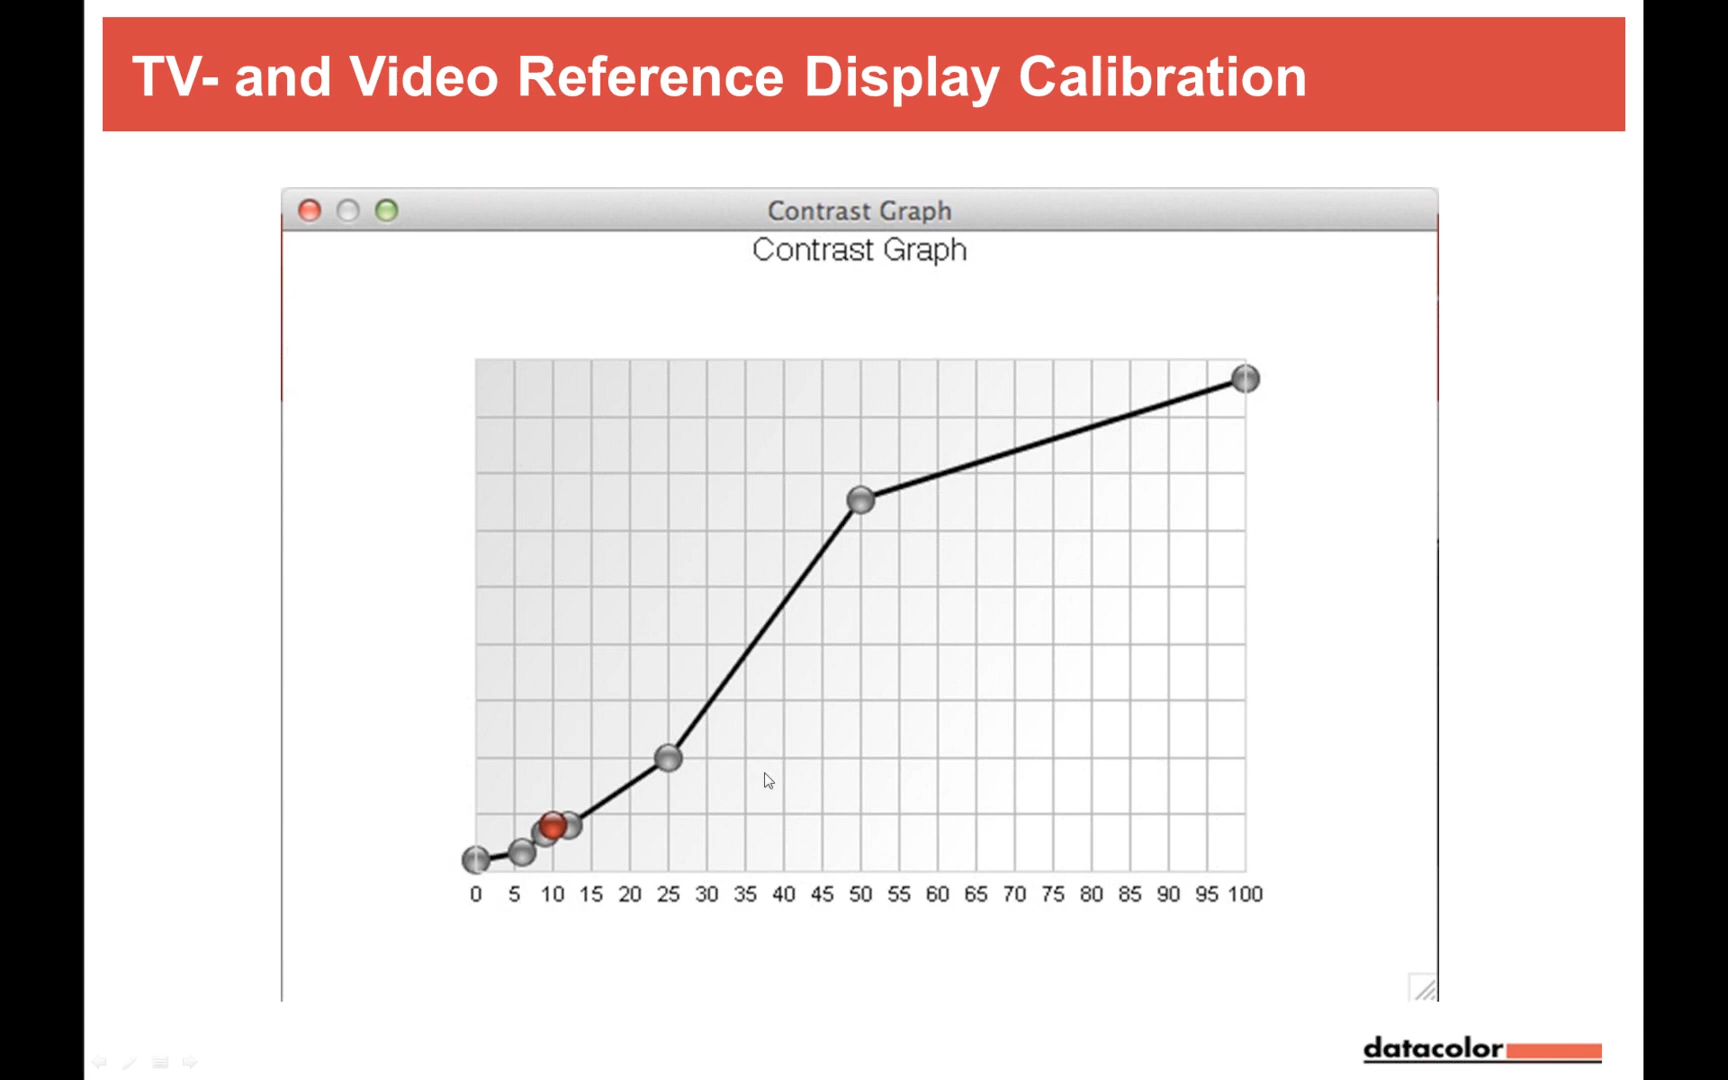 TV- and Video Reference Display Calibration
Contrast Graph
Contrast Graph
0 5 10 15 20 25 30 35 40 45 50 55 60 65 70 75 80 85 90 95 100
datacolor